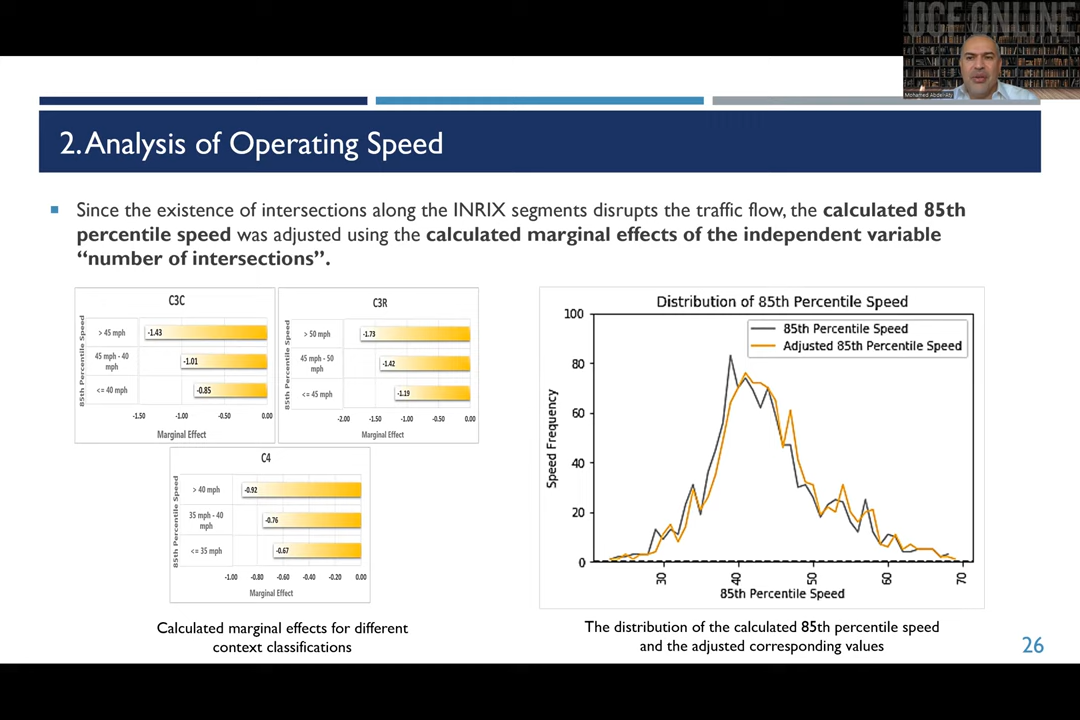 UCF ONLINE
Mohamed Abdel-Aty
2. Analysis of Operating Speed
Since the existence of intersections along the INRIX segments disrupts the traffic flow, the calculated 85th
percentile speed was adjusted using the calculated marginal effects of the independent variable
“number of intersections”.
C3C
85th Percentile Speed
> 45 mph
-1.43
45 mph - 40
mph
-1.01
<= 40 mph
-0.85
-1.50 -1.00 -0.50 0.00
Marginal Effect
C3R
85th Percentile Speed
> 50 mph
-1.73
45 mph - 50
mph
-1.42
<= 45 mph
-1.19
-2.00 -1.50 -1.00 -0.50 0.00
Marginal Effect
C4
85th Percentile Speed
> 40 mph
-0.92
35 mph - 40
mph
-0.76
<= 35 mph
-0.67
-1.00 -0.80 -0.60 -0.40 -0.20 0.00
Marginal Effect
Calculated marginal effects for different
context classifications
Distribution of 85th Percentile Speed
85th Percentile Speed
Adjusted 85th Percentile Speed
Speed Frequency
100
80
60
40
20
0
30 40 50 60 70
85th Percentile Speed
The distribution of the calculated 85th percentile speed
and the adjusted corresponding values
26